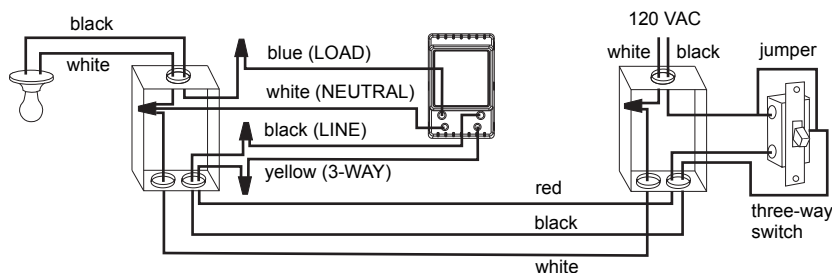 black
white
blue (LOAD)
white (NEUTRAL)
black (LINE)
yellow (3-WAY)
120 VAC
white
black
jumper
three-way
switch
red
black
white